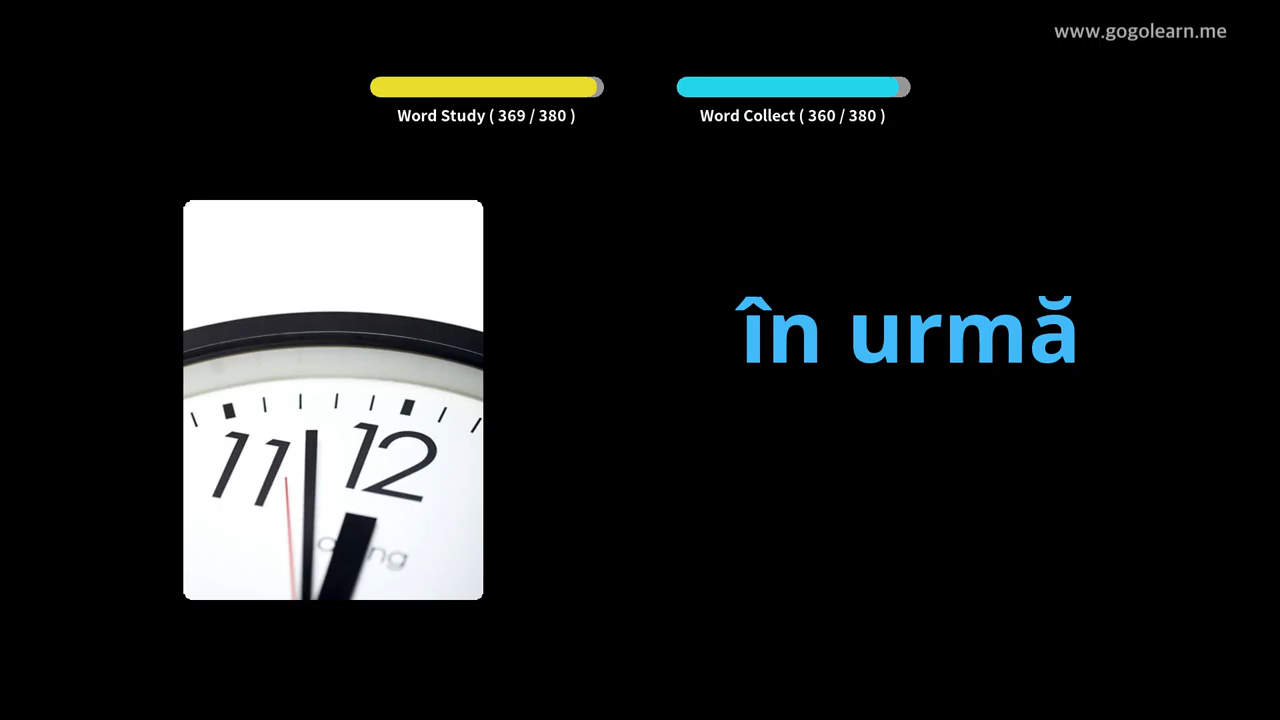 www.gogolearn.me
Word Study ( 369 / 380 )
Word Collect ( 360 / 380 )
în urmă
11
12